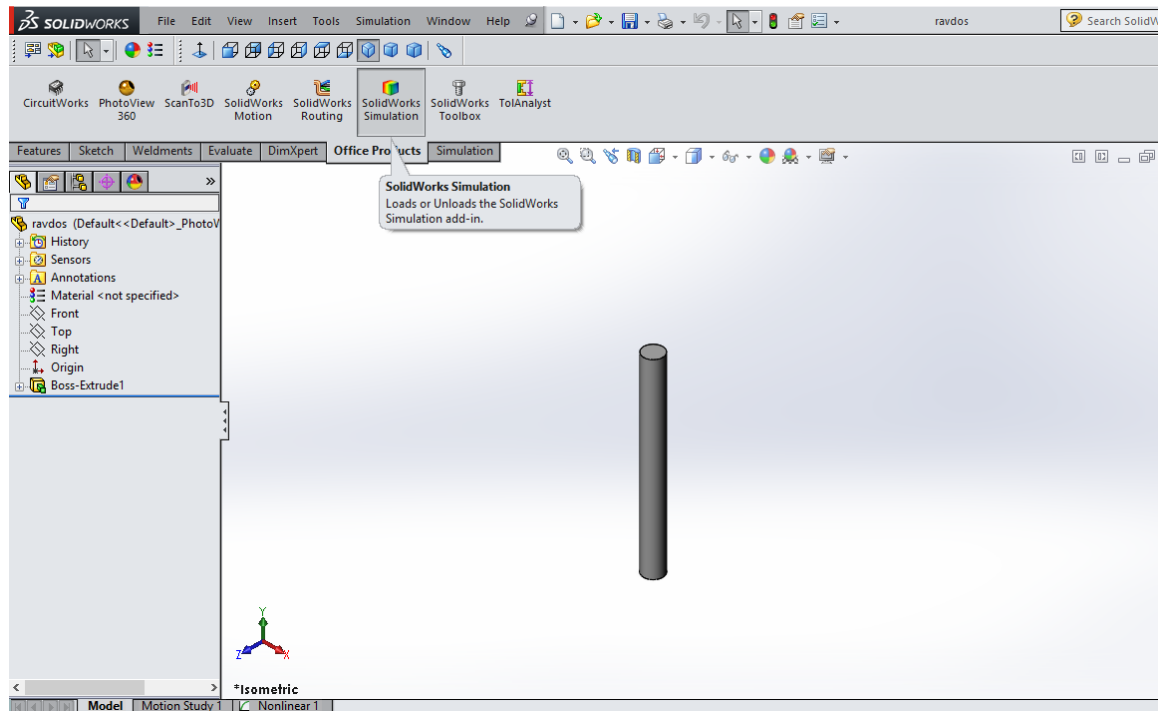 SOLIDWORKS File Edit View Insert Tools Simulation Window Help ravdos Search SolidW
CircuitWorks PhotoView 360 ScanTo3D SolidWorks Motion SolidWorks Routing SolidWorks Simulation SolidWorks Toolbox TolAnalyst
Features Sketch Weldments Evaluate DimXpert Office Products Simulation
SolidWorks Simulation
Loads or Unloads the SolidWorks
Simulation add-in.
ravdos (Default<<Default>_PhotoV
History
Sensors
A Annotations
Material <not specified>
Front
Top
Right
Origin
Boss-Extrude1
Y
Z X
*Isometric
Model Motion Study 1 Nonlinear 1